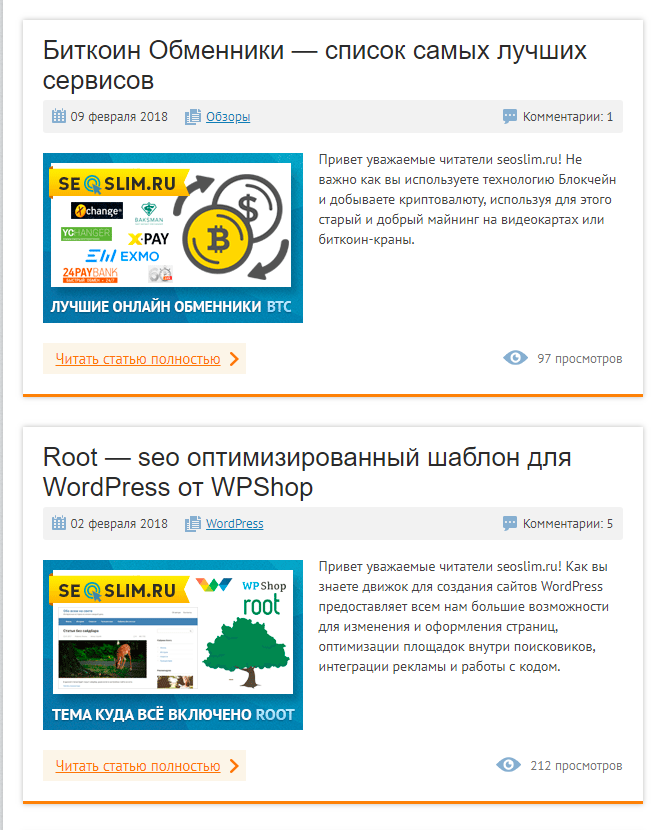 Биткоин Обменники — список самых лучших
сервисов
09 февраля 2018 Обзоры Комментарии: 1
SEOSLIM.RU
Xchange
BAKSMAN
YCHANGER
X-PAY
EXMO
24PAYBANK
ЛУЧШИЕ ОНЛАЙН ОБМЕННИКИ BTC
Привет уважаемые читатели seoslim.ru! Не
важно как вы используете технологию Блокчейн
и добываете криптовалюту, используя для этого
старый и добрый майнинг на видеокартах или
биткоин-краны.
Читать статью полностью
97 просмотров
Root — seo оптимизированный шаблон для
WordPress от WPShop
02 февраля 2018 WordPress Комментарии: 5
SEOSLIM.RU
WPShop
root
ТЕМА КУДА ВСЁ ВКЛЮЧЕНО ROOT
Привет уважаемые читатели seoslim.ru! Как вы
знаете движок для создания сайтов WordPress
предоставляет всем нам большие возможности
для изменения и оформления страниц,
оптимизации площадок внутри поисковиков,
интеграции рекламы и работы с кодом.
Читать статью полностью
212 просмотров